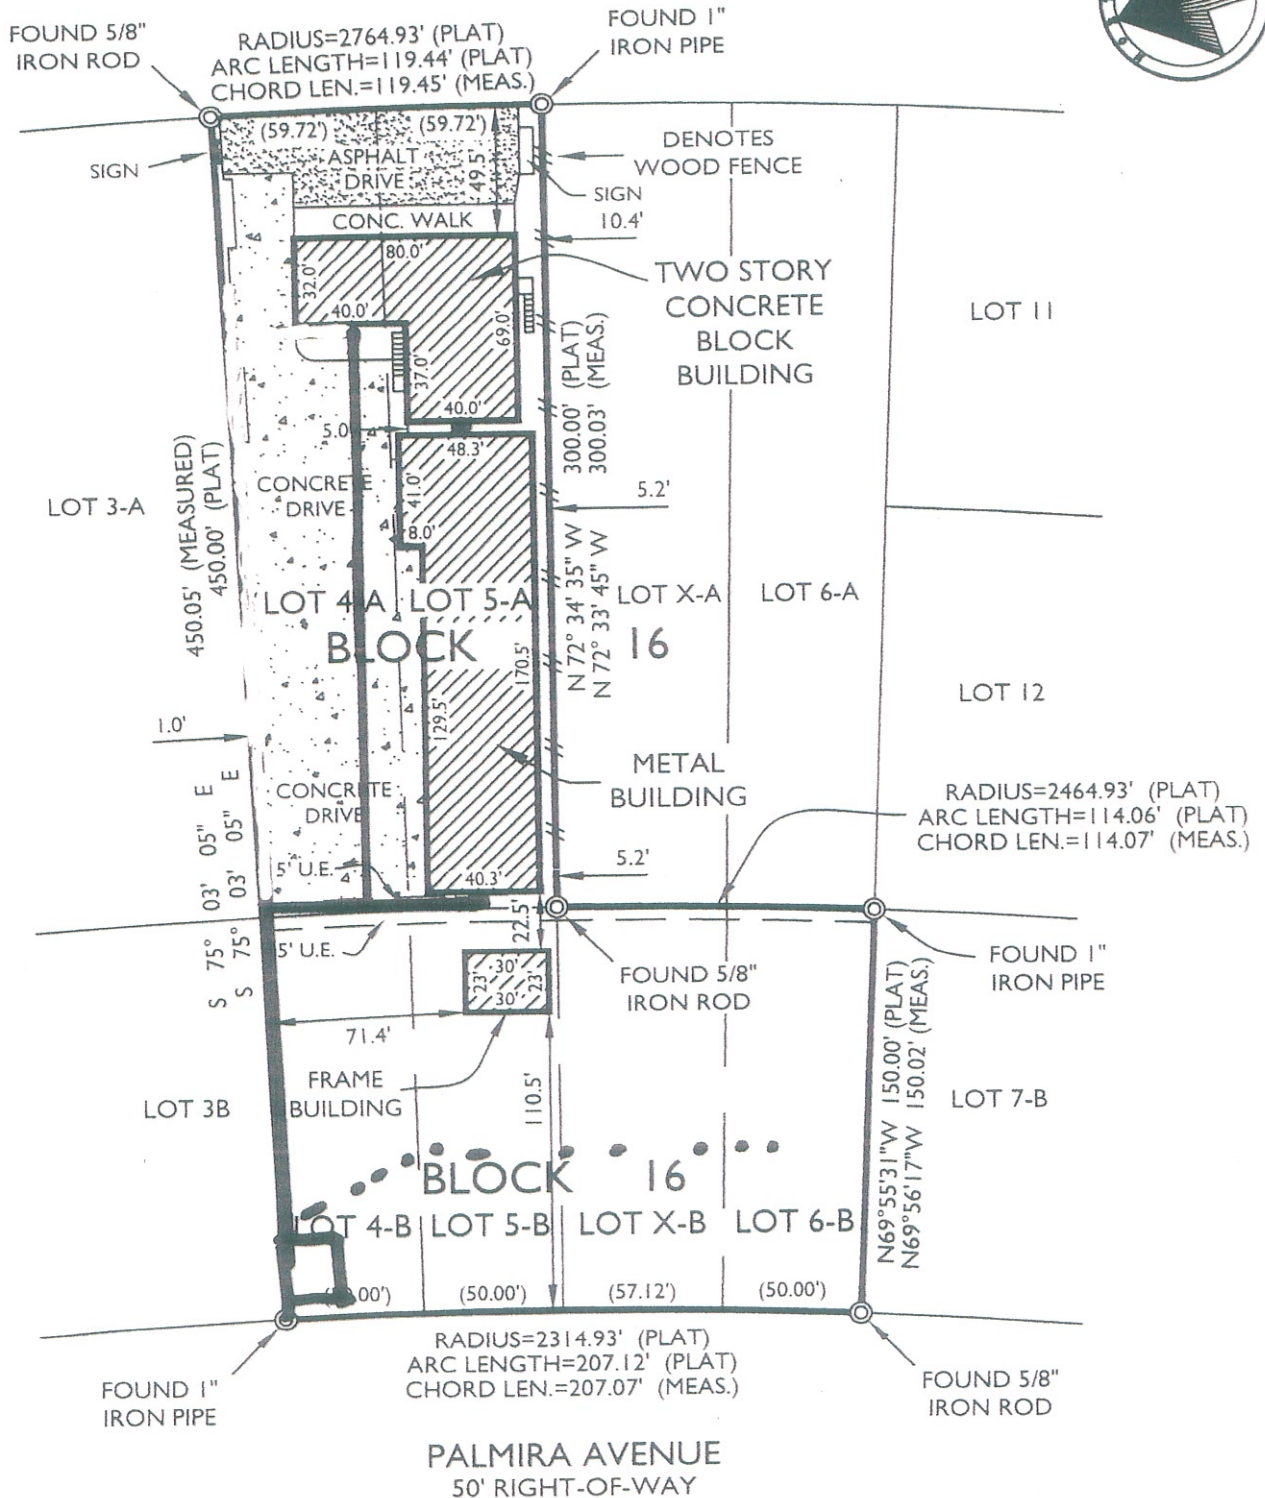 FOUND 5/8"
IRON ROD
RADIUS=2764.93' (PLAT)
ARC LENGTH=119.44' (PLAT)
CHORD LEN.=119.45' (MEAS.)
FOUND 1"
IRON PIPE
(59.72')
(59.72')
SIGN
ASPHALT
DRIVE
49.5'
DENOTES
WOOD FENCE
SIGN
10.4'
CONC. WALK
80.0'
32.0'
40.0'
69.0'
37.0'
40.0'
TWO STORY
CONCRETE
BLOCK
BUILDING
LOT 11
300.00' (PLAT)
300.03' (MEAS.)
5.0
48.3'
450.05' (MEASURED)
450.00' (PLAT)
LOT 3-A
CONCRETE
DRIVE
41.0'
8.0'
5.2'
N 72° 34' 35" W
N 72° 33' 45" W
LOT 4-A
LOT 5-A
LOT X-A
LOT 6-A
BLOCK 16
170.5'
129.5'
LOT 12
1.0'
METAL
BUILDING
CONCRETE
DRIVE
RADIUS=2464.93' (PLAT)
ARC LENGTH=114.06' (PLAT)
CHORD LEN.=114.07' (MEAS.)
S 75° 03' 05" E
S 75° 03' 05" E
5' U.E.
40.3'
5.2'
22.5'
5' U.E.
30'
23'
23'
30'
FOUND 5/8"
IRON ROD
FOUND 1"
IRON PIPE
71.4'
FRAME
BUILDING
110.5'
N69°55'31"W 150.00' (PLAT)
N69°56'17"W 150.02' (MEAS.)
LOT 3B
LOT 7-B
BLOCK 16
LOT 4-B
LOT 5-B
LOT X-B
LOT 6-B
00')
(50.00')
(57.12')
(50.00')
RADIUS=2314.93' (PLAT)
ARC LENGTH=207.12' (PLAT)
CHORD LEN.=207.07' (MEAS.)
FOUND 1"
IRON PIPE
FOUND 5/8"
IRON ROD
PALMIRA AVENUE
50' RIGHT-OF-WAY